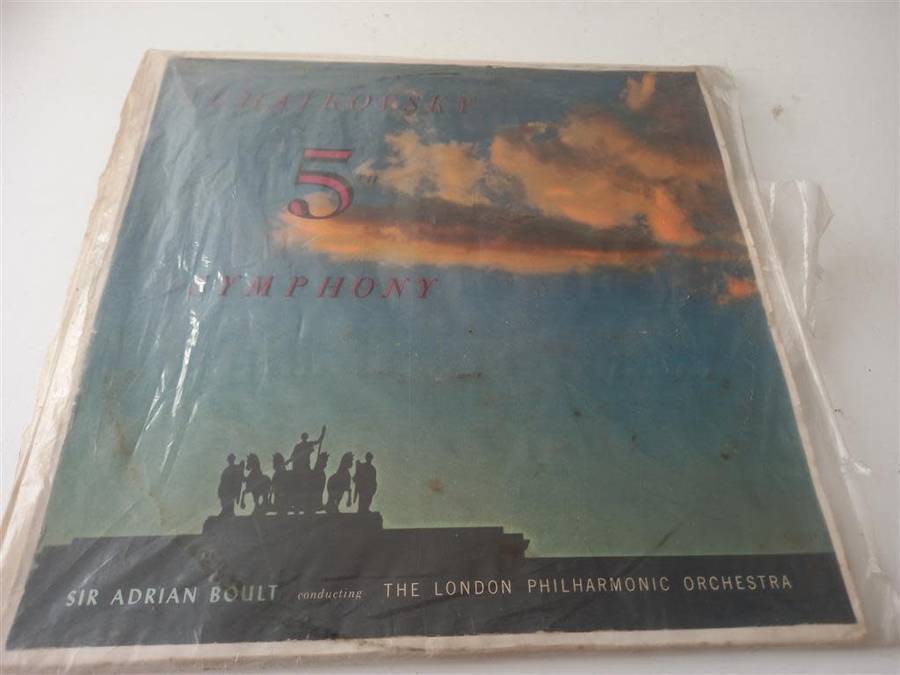 TCHAIKOVSKY
5TH
SYMPHONY
SIR ADRIAN BOULT conducting THE LONDON PHILHARMONIC ORCHESTRA